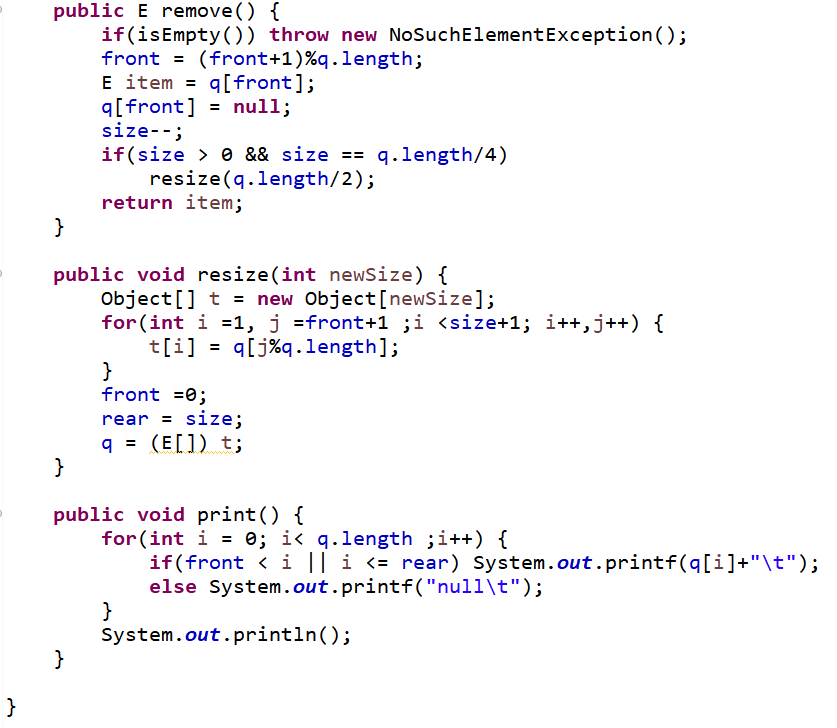 public E remove() {
if(isEmpty()) throw new NoSuchElementException();
front = (front+1)%q.length;
E item = q[front];
q[front] = null;
size--;
if(size > 0 && size == q.length/4)
resize(q.length/2);
return item;
}
public void resize(int newSize) {
Object[] t = new Object[newSize];
for(int i =1, j =front+1 ;i <size+1; i++,j++) {
t[i] = q[j%q.length];
}
front =0;
rear = size;
q = (E[]) t;
}
public void print() {
for(int i = 0; i< q.length ;i++) {
if(front < i || i <= rear) System.out.printf(q[i]+"\t");
else System.out.printf("null\t");
}
System.out.println();
}
}